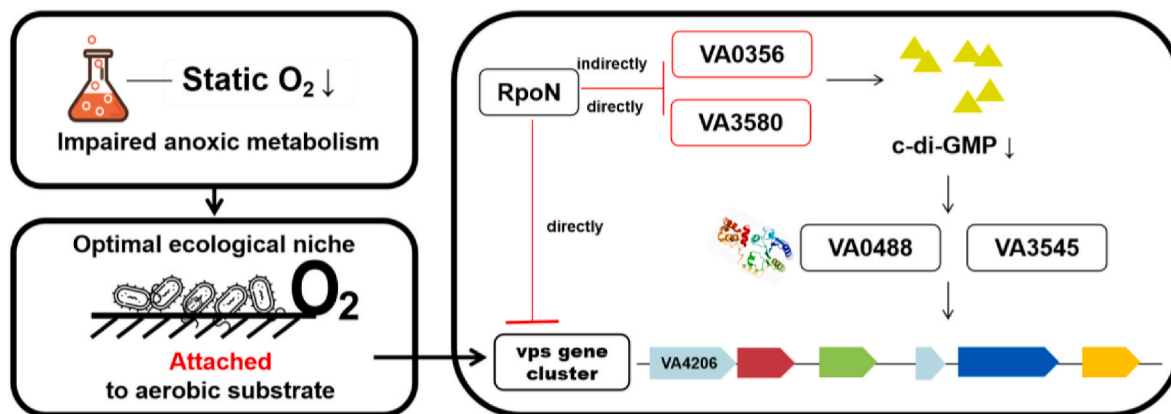 Static O₂ ↓
Impaired anoxic metabolism
Optimal ecological niche
O₂
Attached
to aerobic substrate
RpoN
indirectly
directly
VA0356
VA3580
c-di-GMP ↓
directly
VA0488
VA3545
vps gene
cluster
VA4206